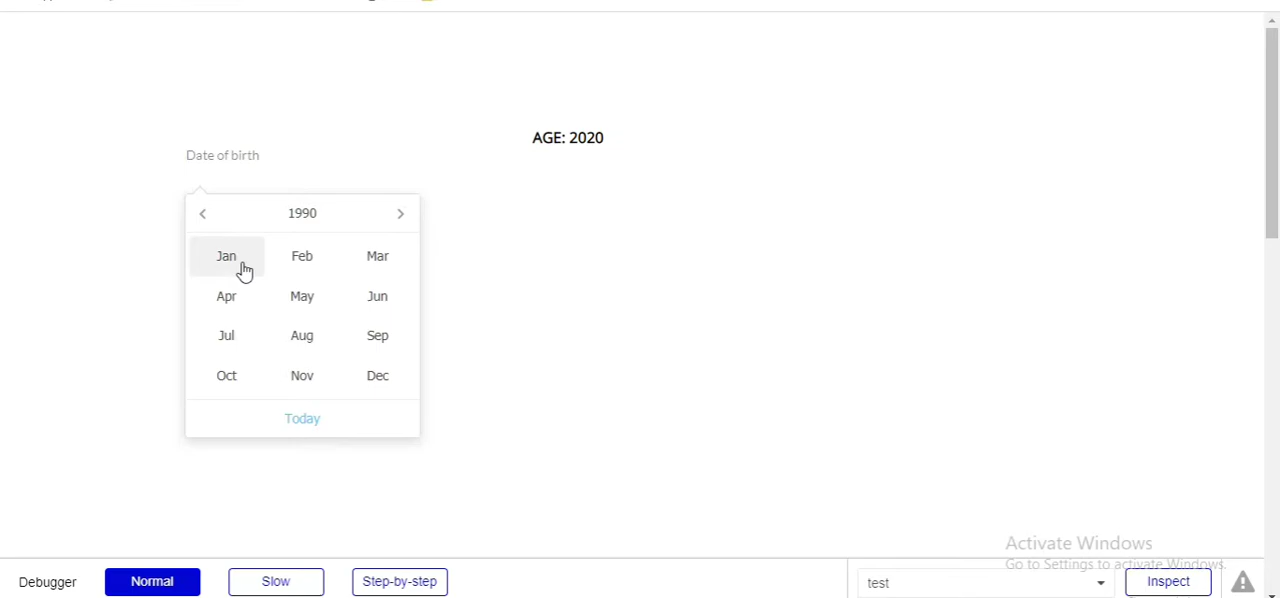 AGE: 2020
Date of birth
1990
Jan Feb Mar
Apr May Jun
Jul Aug Sep
Oct Nov Dec
Today
Activate Windows
Go to Settings to activate Windows.
Debugger Normal Slow Step-by-step test Inspect